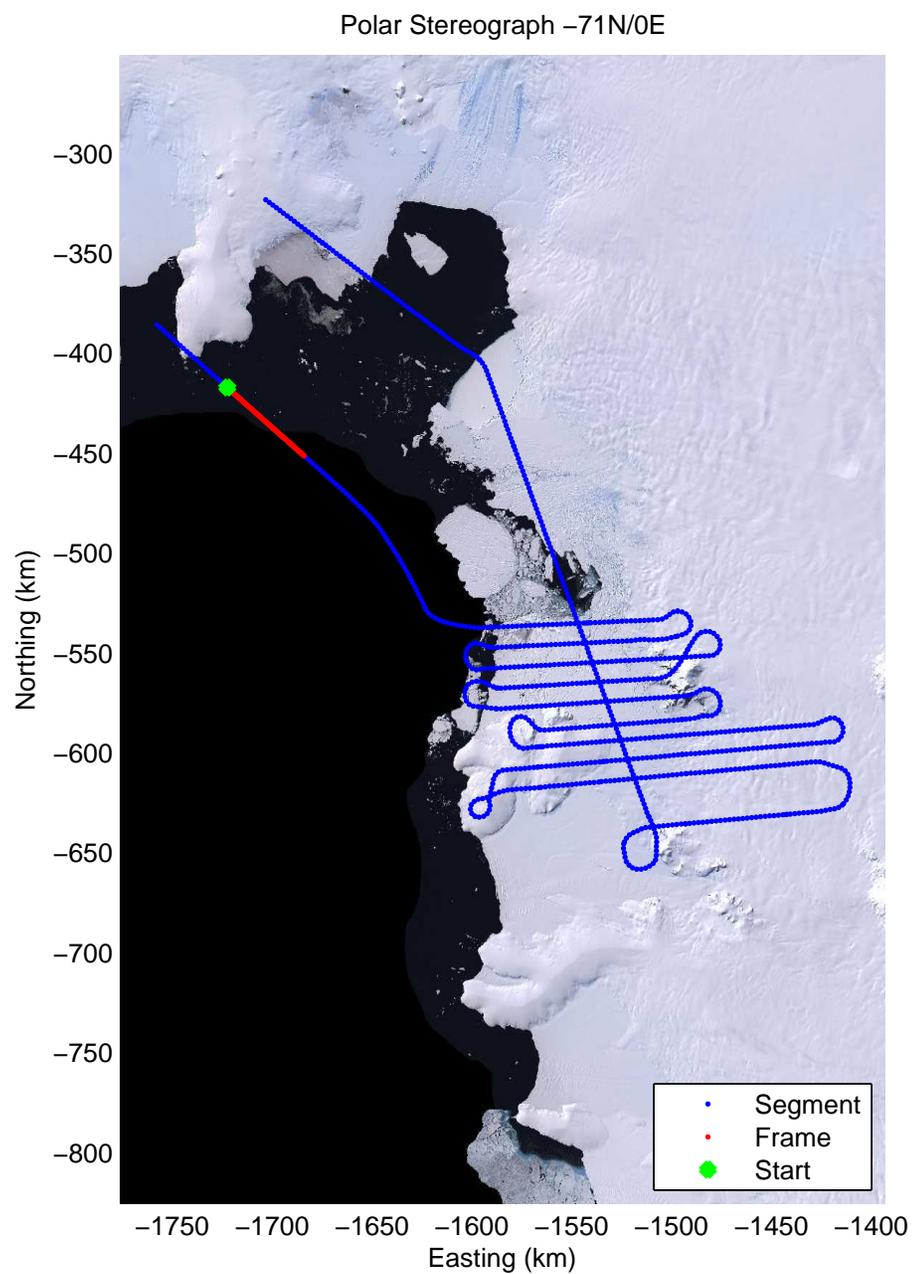 Polar Stereograph −71N/0E
−300
−350
−400
−450
−500
−550
−600
−650
−700
−750
−800
Northing (km)
Segment
Frame
Start
−1750 −1700 −1650 −1600 −1550 −1500 −1450 −1400
Easting (km)